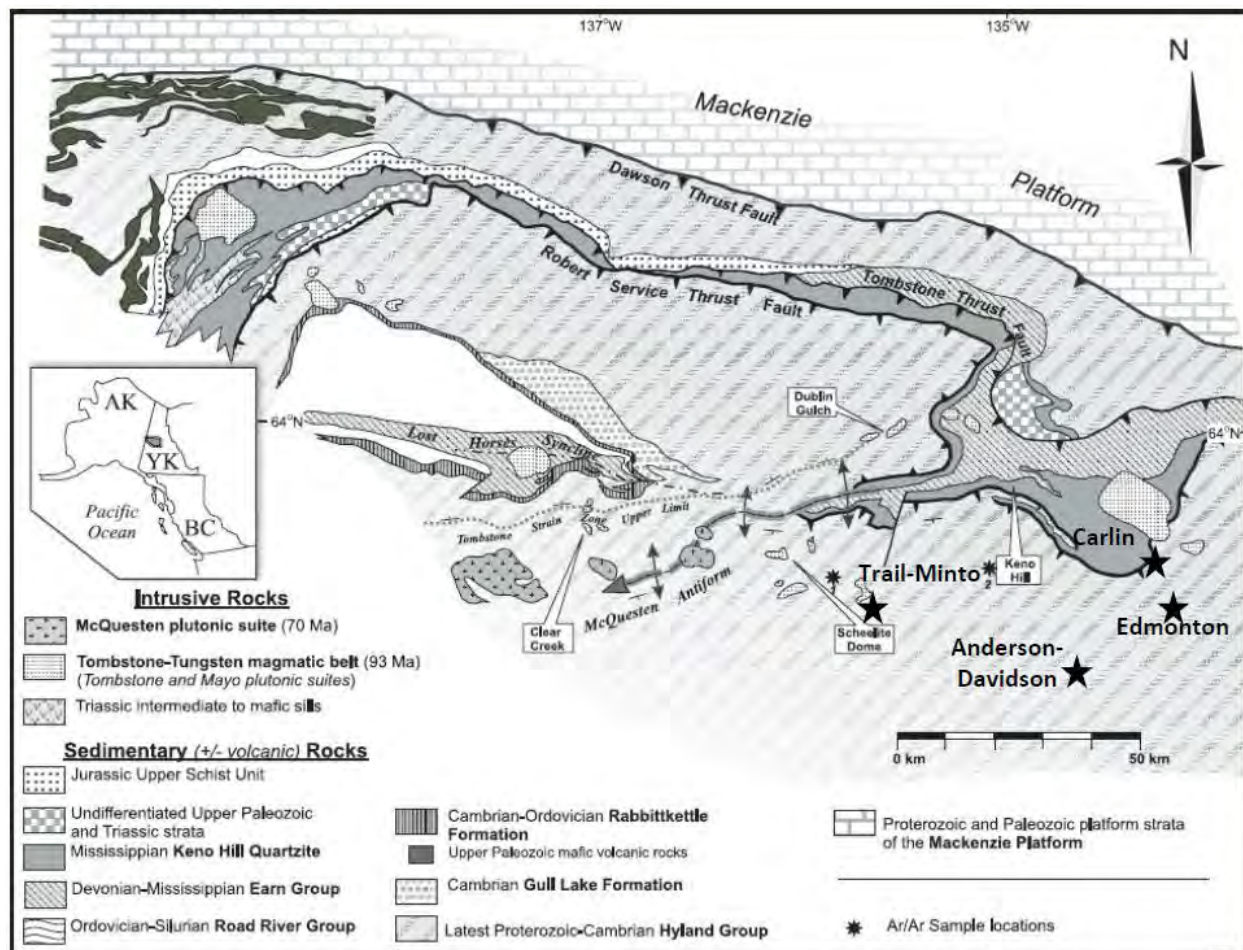 137°W
135°W
N
Mackenzie
Platform
Dawson Thrust Fault
Robert Service Thrust Fault
Tombstone Thrust Fault
Dublin
Gulch
64°N
64°N
Lost Horses Syncline
Tombstone Strain Zone Upper Limit
McQuesten Antiform
AK
YK
BC
Pacific
Ocean
Clear
Creek
Scheelite
Dome
Keno
Hill
1
2
Trail-Minto
Carlin
Edmonton
Anderson-
Davidson
0 km
50 km
Intrusive Rocks
McQuesten plutonic suite (70 Ma)
Tombstone-Tungsten magmatic belt (93 Ma)
(Tombstone and Mayo plutonic suites)
Triassic intermediate to mafic sills
Sedimentary (+/- volcanic) Rocks
Jurassic Upper Schist Unit
Undifferentiated Upper Paleozoic
and Triassic strata
Mississippian Keno Hill Quartzite
Devonian-Mississippian Earn Group
Ordovician-Silurian Road River Group
Cambrian-Ordovician Rabbittkettle
Formation
Upper Paleozoic mafic volcanic rocks
Cambrian Gull Lake Formation
Latest Proterozoic-Cambrian Hyland Group
Proterozoic and Paleozoic platform strata
of the Mackenzie Platform
Ar/Ar Sample locations